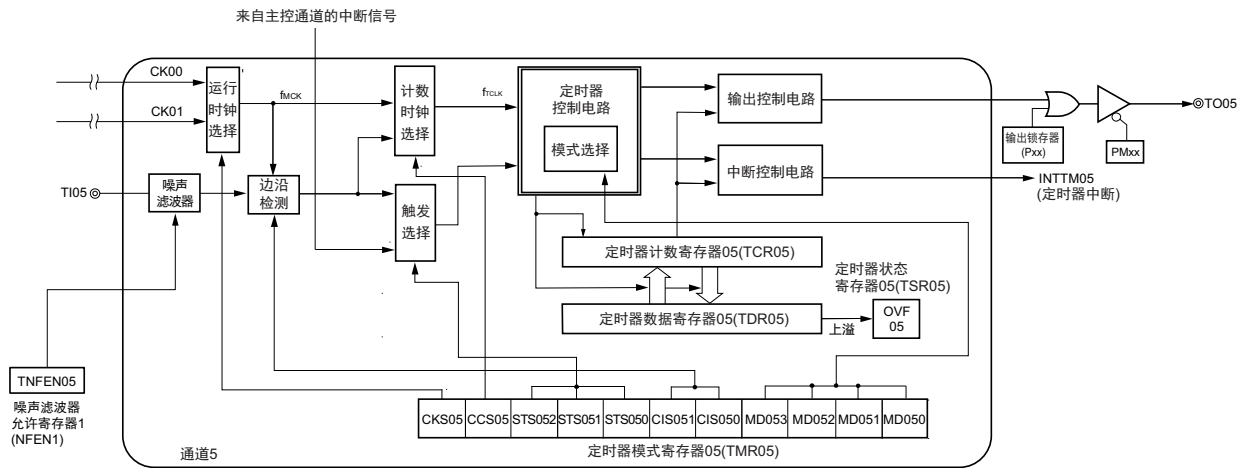 来自主控通道的中断信号
CK00
CK01
运行
时钟
选择
fMCK
计数
时钟
选择
fTCLK
定时器
控制电路
模式选择
输出控制电路
中断控制电路
输出锁存器
(Pxx)
PMxx
TO05
INTTM05
(定时器中断)
TI05
噪声
滤波器
边沿
检测
触发
选择
定时器计数寄存器05(TCR05)
定时器状态
寄存器05(TSR05)
定时器数据寄存器05(TDR05)
上溢
OVF
05
TNFEN05
噪声滤波器
允许寄存器1
(NFEN1)
CKS05 CCS05 STS052 STS051 STS050 CIS051 CIS050 MD053 MD052 MD051 MD050
通道5
定时器模式寄存器05(TMR05)